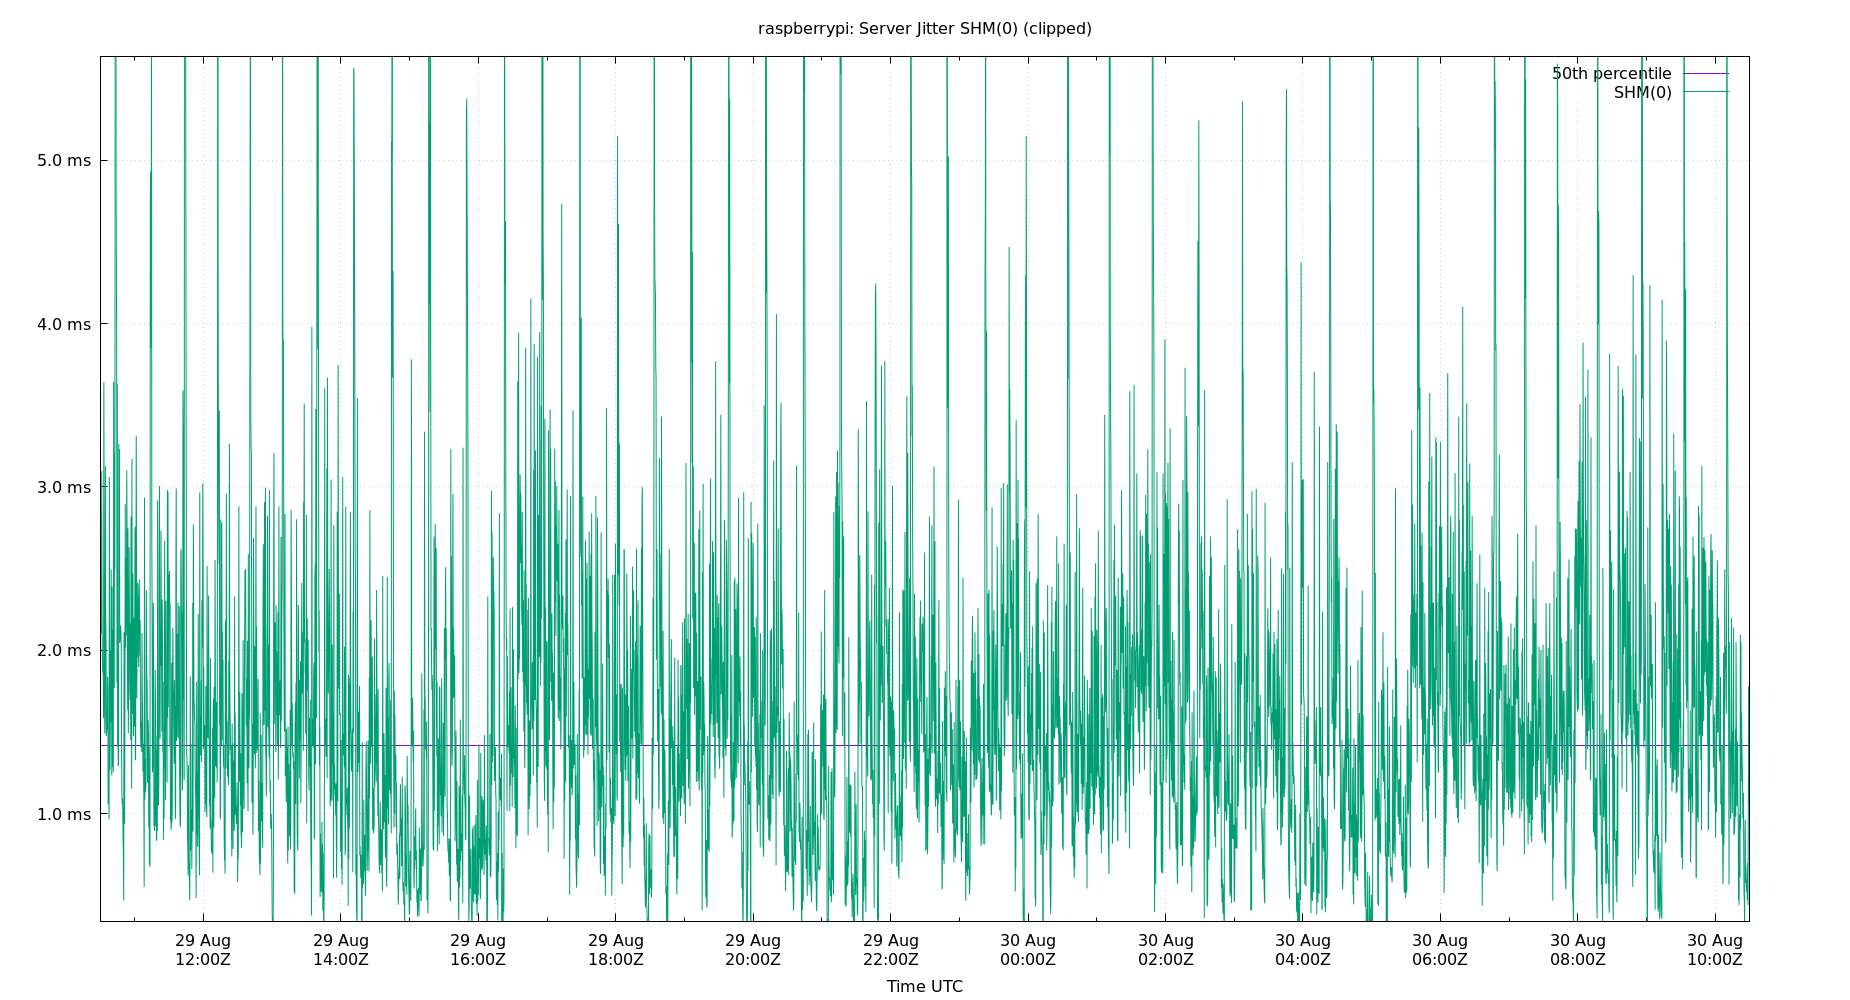 raspberrypi: Server Jitter SHM(0) (clipped)
50th percentile
SHM(0)
5.0 ms
4.0 ms
3.0 ms
2.0 ms
1.0 ms
29 Aug 29 Aug 29 Aug 29 Aug 29 Aug 29 Aug 30 Aug 30 Aug 30 Aug 30 Aug 30 Aug 30 Aug
12:00Z 14:00Z 16:00Z 18:00Z 20:00Z 22:00Z 00:00Z 02:00Z 04:00Z 06:00Z 08:00Z 10:00Z
Time UTC